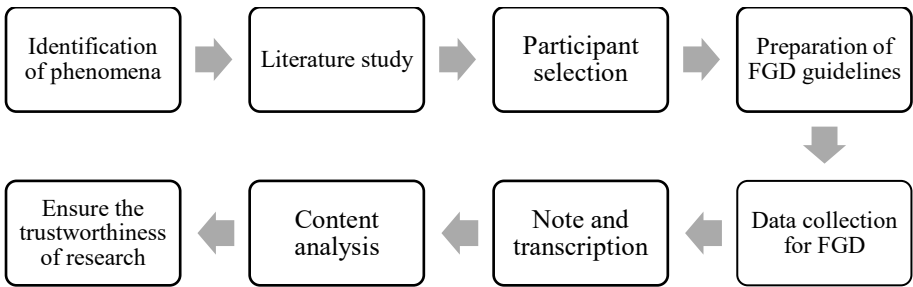 Identification
of phenomena
Literature study
Participant
selection
Preparation of
FGD guidelines
Data collection
for FGD
Note and
transcription
Content
analysis
Ensure the
trustworthiness
of research